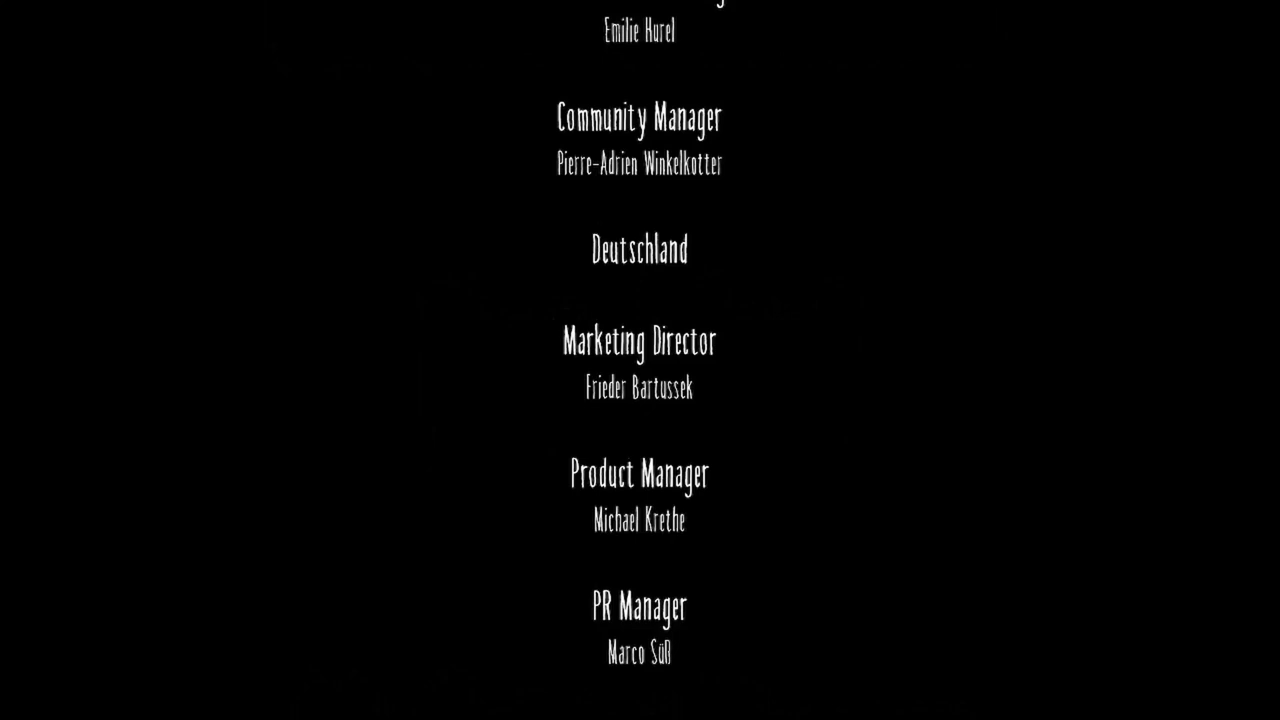 Emilie Hurel
Community Manager
Pierre-Adrien Winkelkotter
Deutschland
Marketing Director
Frieder Bartussek
Product Manager
Michael Krethe
PR Manager
Marco Süß